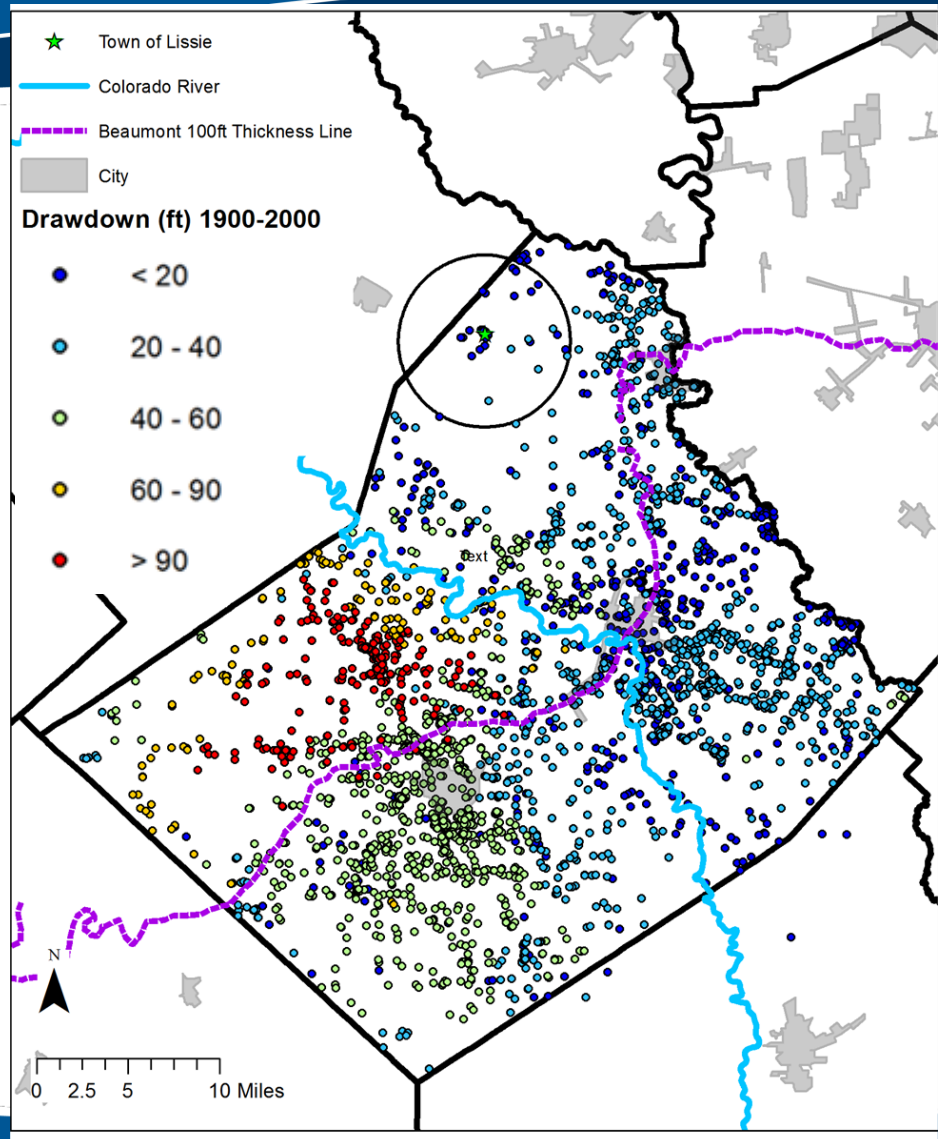 Town of Lissie
Colorado River
Beaumont 100ft Thickness Line
City
Drawdown (ft) 1900-2000
< 20
20 - 40
40 - 60
60 - 90
> 90
Text
N
0 2.5 5 10 Miles